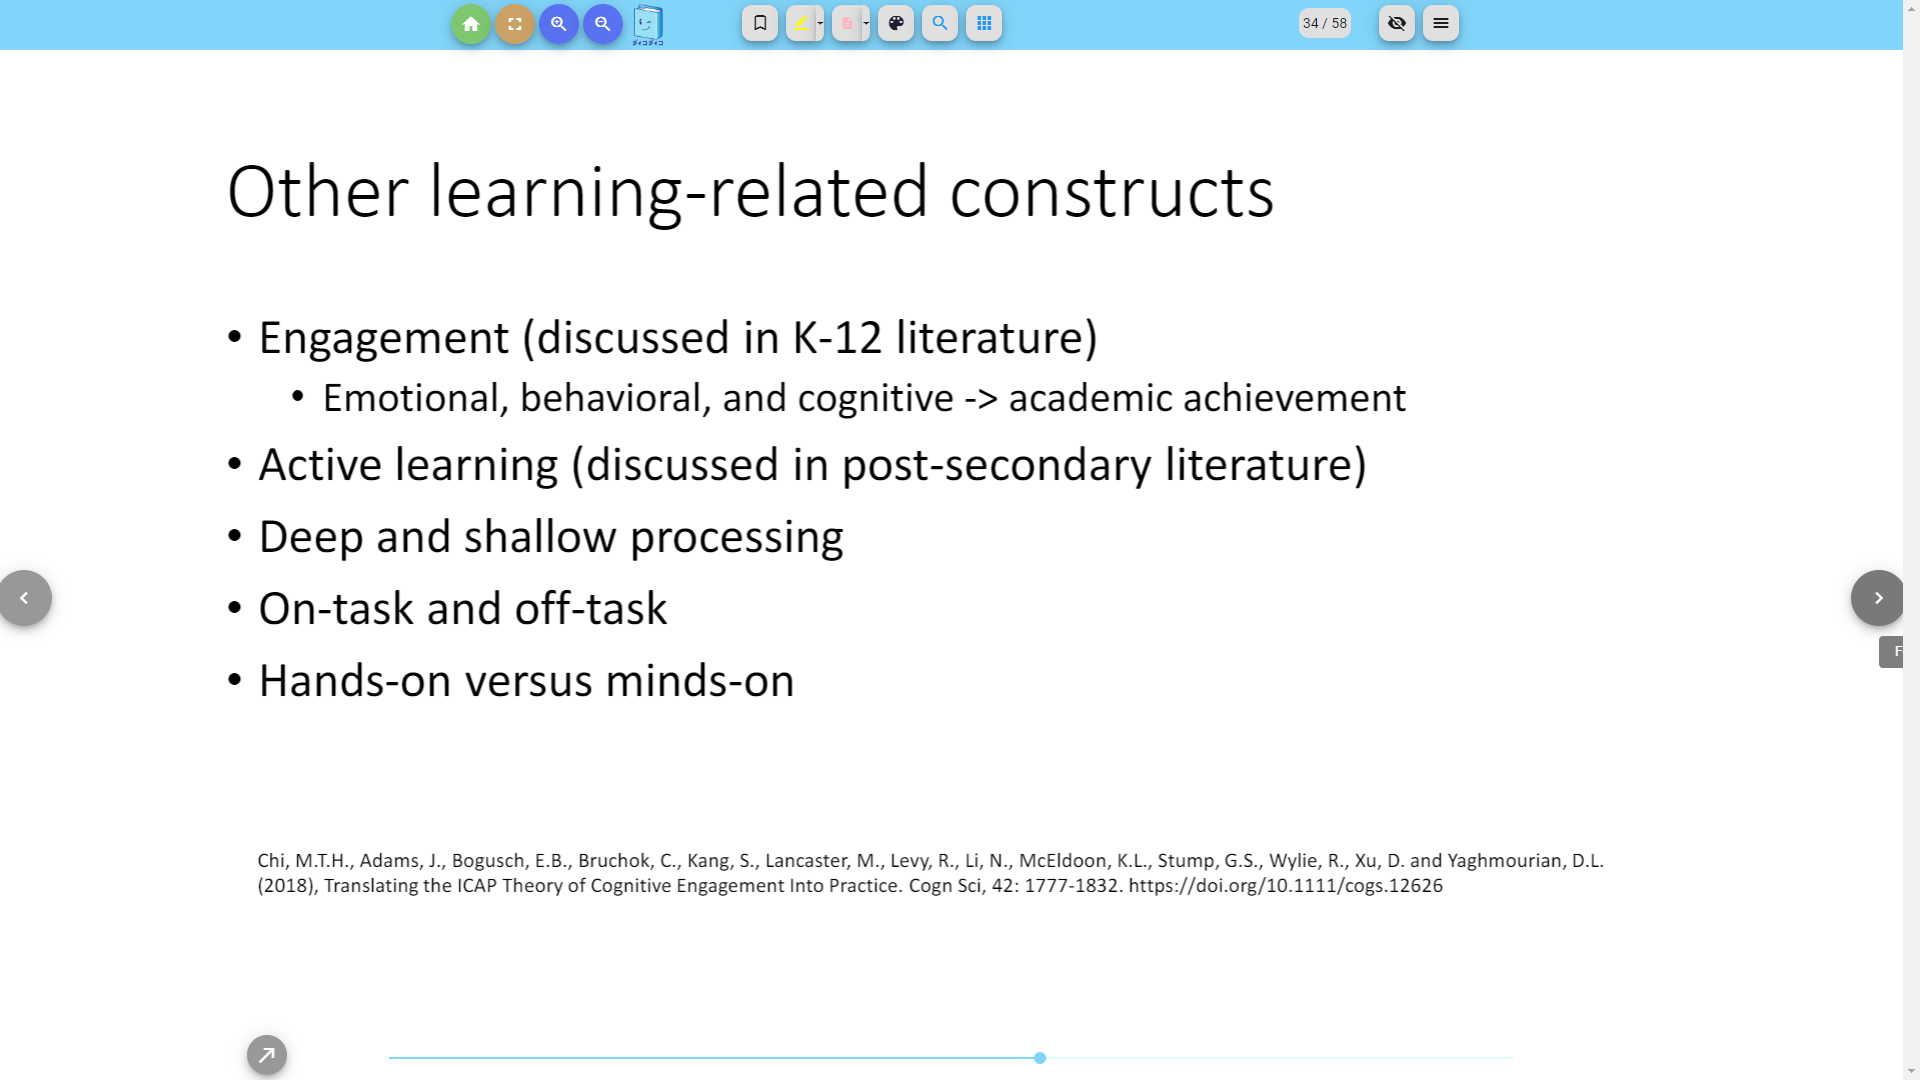 34 / 58
Other learning-related constructs
• Engagement (discussed in K-12 literature)
• Emotional, behavioral, and cognitive -> academic achievement
• Active learning (discussed in post-secondary literature)
• Deep and shallow processing
• On-task and off-task
• Hands-on versus minds-on
F
Chi, M.T.H., Adams, J., Bogusch, E.B., Bruchok, C., Kang, S., Lancaster, M., Levy, R., Li, N., McEldoon, K.L., Stump, G.S., Wylie, R., Xu, D. and Yaghmourian, D.L.
(2018), Translating the ICAP Theory of Cognitive Engagement Into Practice. Cogn Sci, 42: 1777-1832. https://doi.org/10.1111/cogs.12626